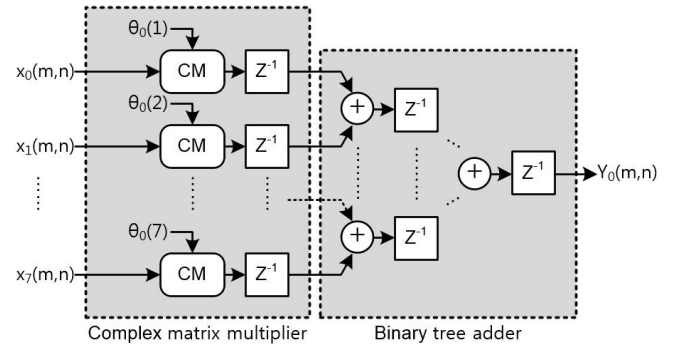 θ₀(1)
x₀(m,n) CM Z⁻¹
θ₀(2) + Z⁻¹
x₁(m,n) CM Z⁻¹
+ Z⁻¹ Y₀(m,n)
θ₀(7) + Z⁻¹
x₇(m,n) CM Z⁻¹
Complex matrix multiplier Binary tree adder